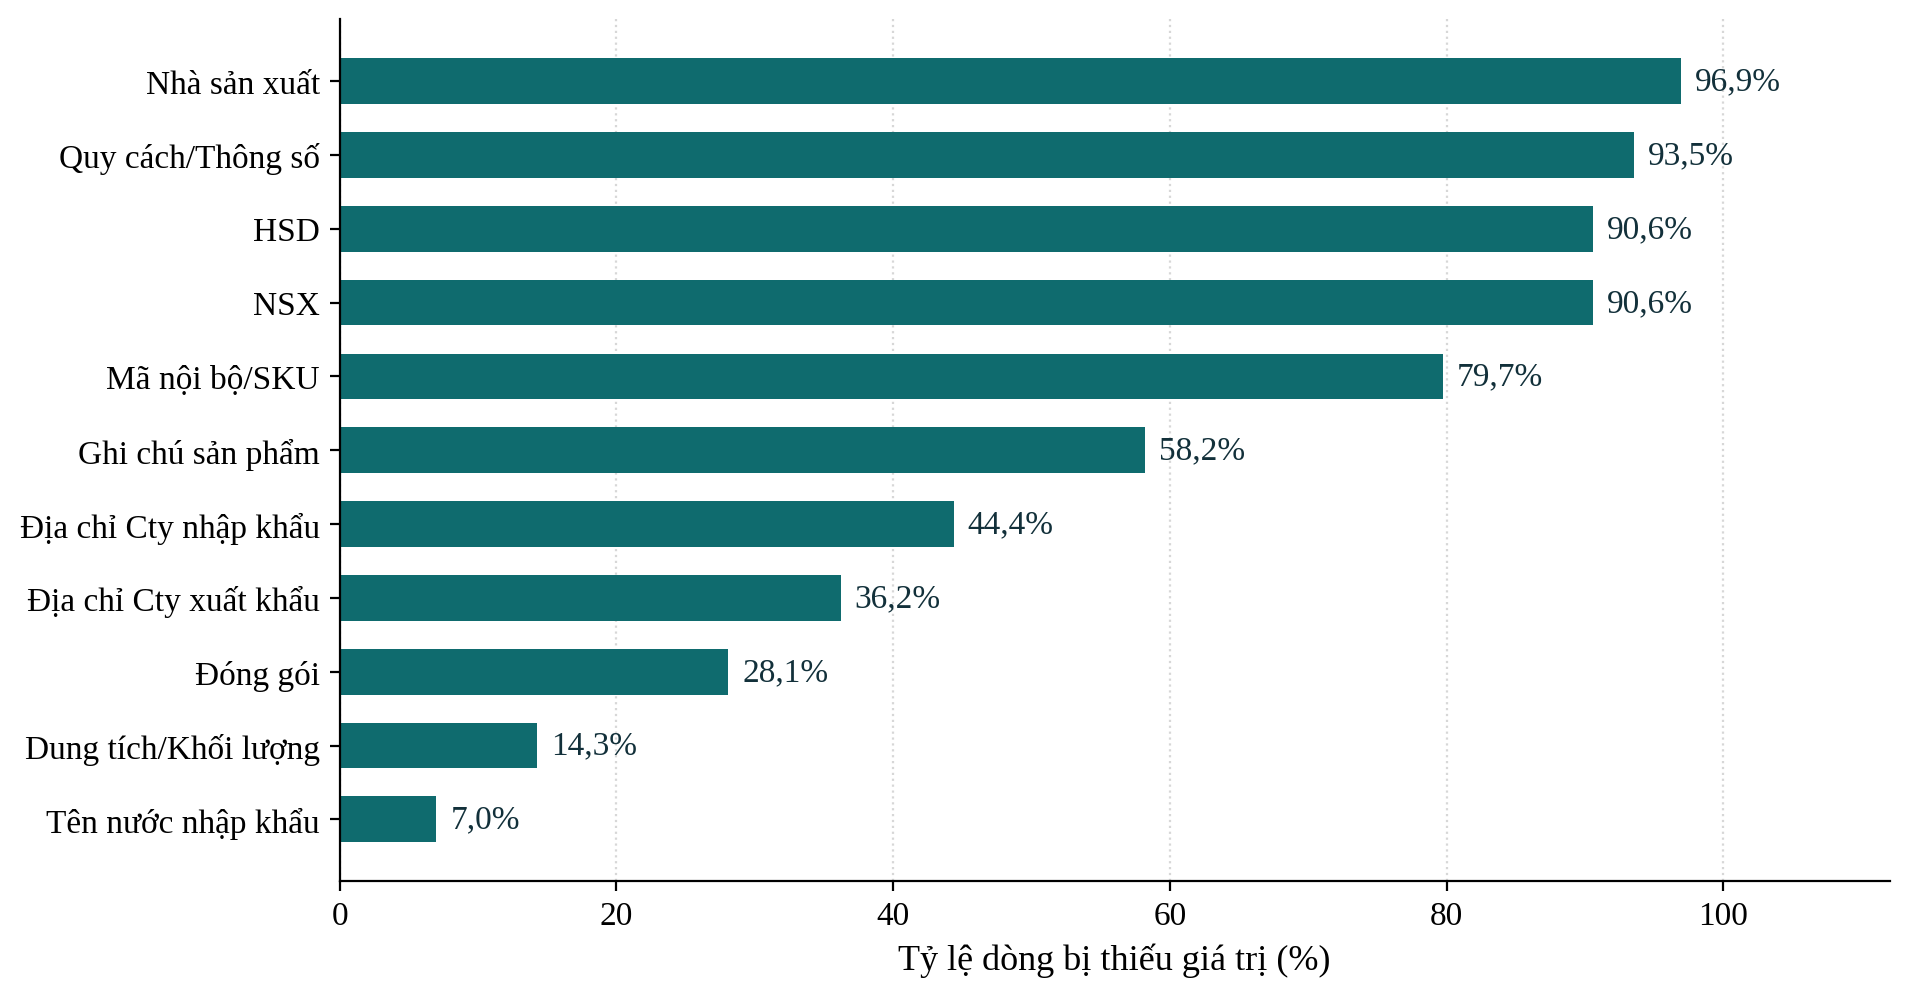 Nhà sản xuất 96,9%
Quy cách/Thông số 93,5%
HSD 90,6%
NSX 90,6%
Mã nội bộ/SKU 79,7%
Ghi chú sản phẩm 58,2%
Địa chỉ Cty nhập khẩu 44,4%
Địa chỉ Cty xuất khẩu 36,2%
Đóng gói 28,1%
Dung tích/Khối lượng 14,3%
Tên nước nhập khẩu 7,0%
0 20 40 60 80 100
Tỷ lệ dòng bị thiếu giá trị (%)